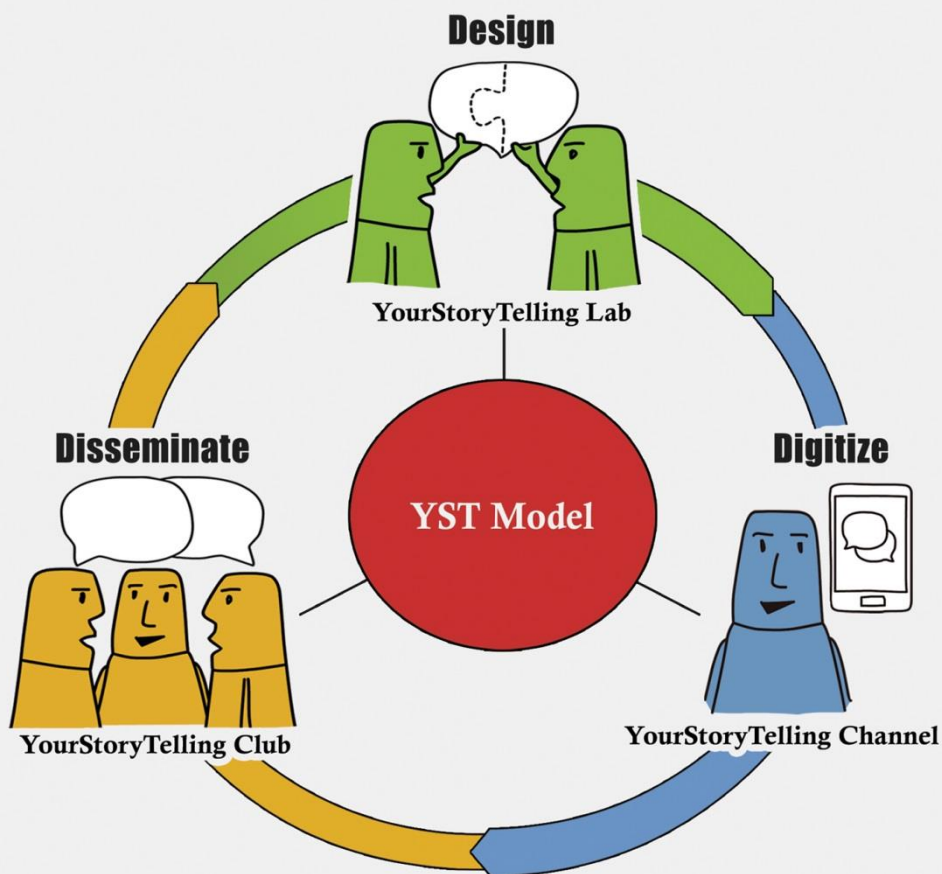 Design
YourStoryTelling Lab
Disseminate
Digitize
YST Model
YourStoryTelling Club
YourStoryTelling Channel